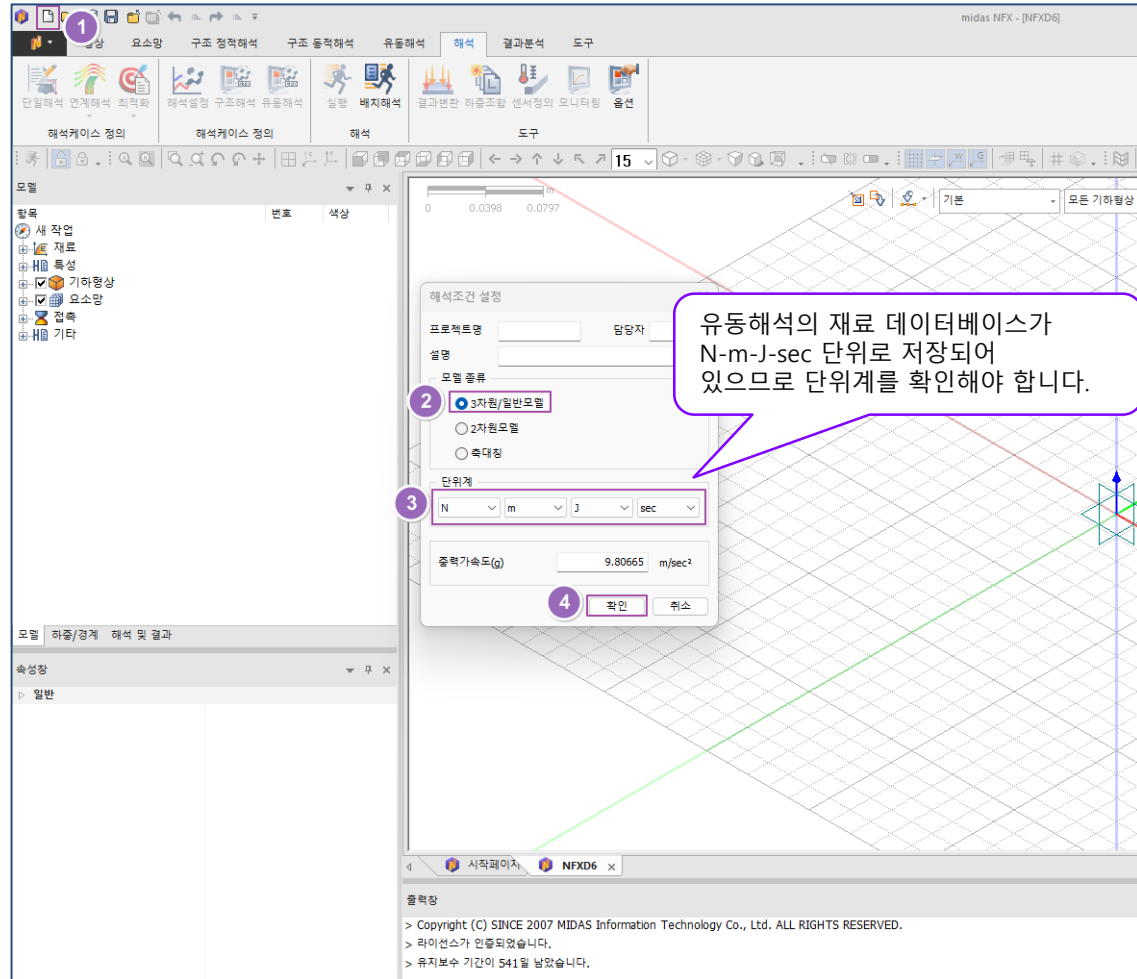 midas NFX - [NFXD6]
1
요소망 구조 정적해석 구조 동적해석 유동해석 해석 결과분석 도구
단일해석 연계해석 최적화 해석설정 구조해석 유동해석 실행 배치해석 결과변환 하중조합 센서정의 모니터링 옵션
해석케이스 정의 해석케이스 정의 해석 도구
15
모델
항목 번호 색상
새 작업
재료
특성
기하형상
요소망
접촉
기타
모델 하중/경계 해석 및 결과
속성창
일반
m
0 0.0398 0.0797
기본 모든 기하형상
해석조건 설정
프로젝트명 담당자
설명
모델 종류
2 3차원/일반모델
2차원모델
축대칭
단위계
3 N m J sec
중력가속도(g) 9.80665 m/sec²
4 확인 취소
유동해석의 재료 데이터베이스가
N-m-J-sec 단위로 저장되어
있으므로 단위계를 확인해야 합니다.
시작페이지 NFXD6
출력창
> Copyright (C) SINCE 2007 MIDAS Information Technology Co., Ltd. ALL RIGHTS RESERVED.
> 라이선스가 인증되었습니다.
> 유지보수 기간이 541일 남았습니다.